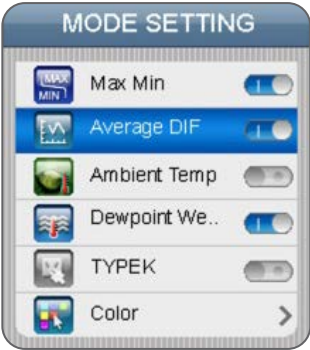 MODE SETTING
MAX
MIN
Max Min
Average DIF
Ambient Temp
Dewpoint We..
TYPEK
Color